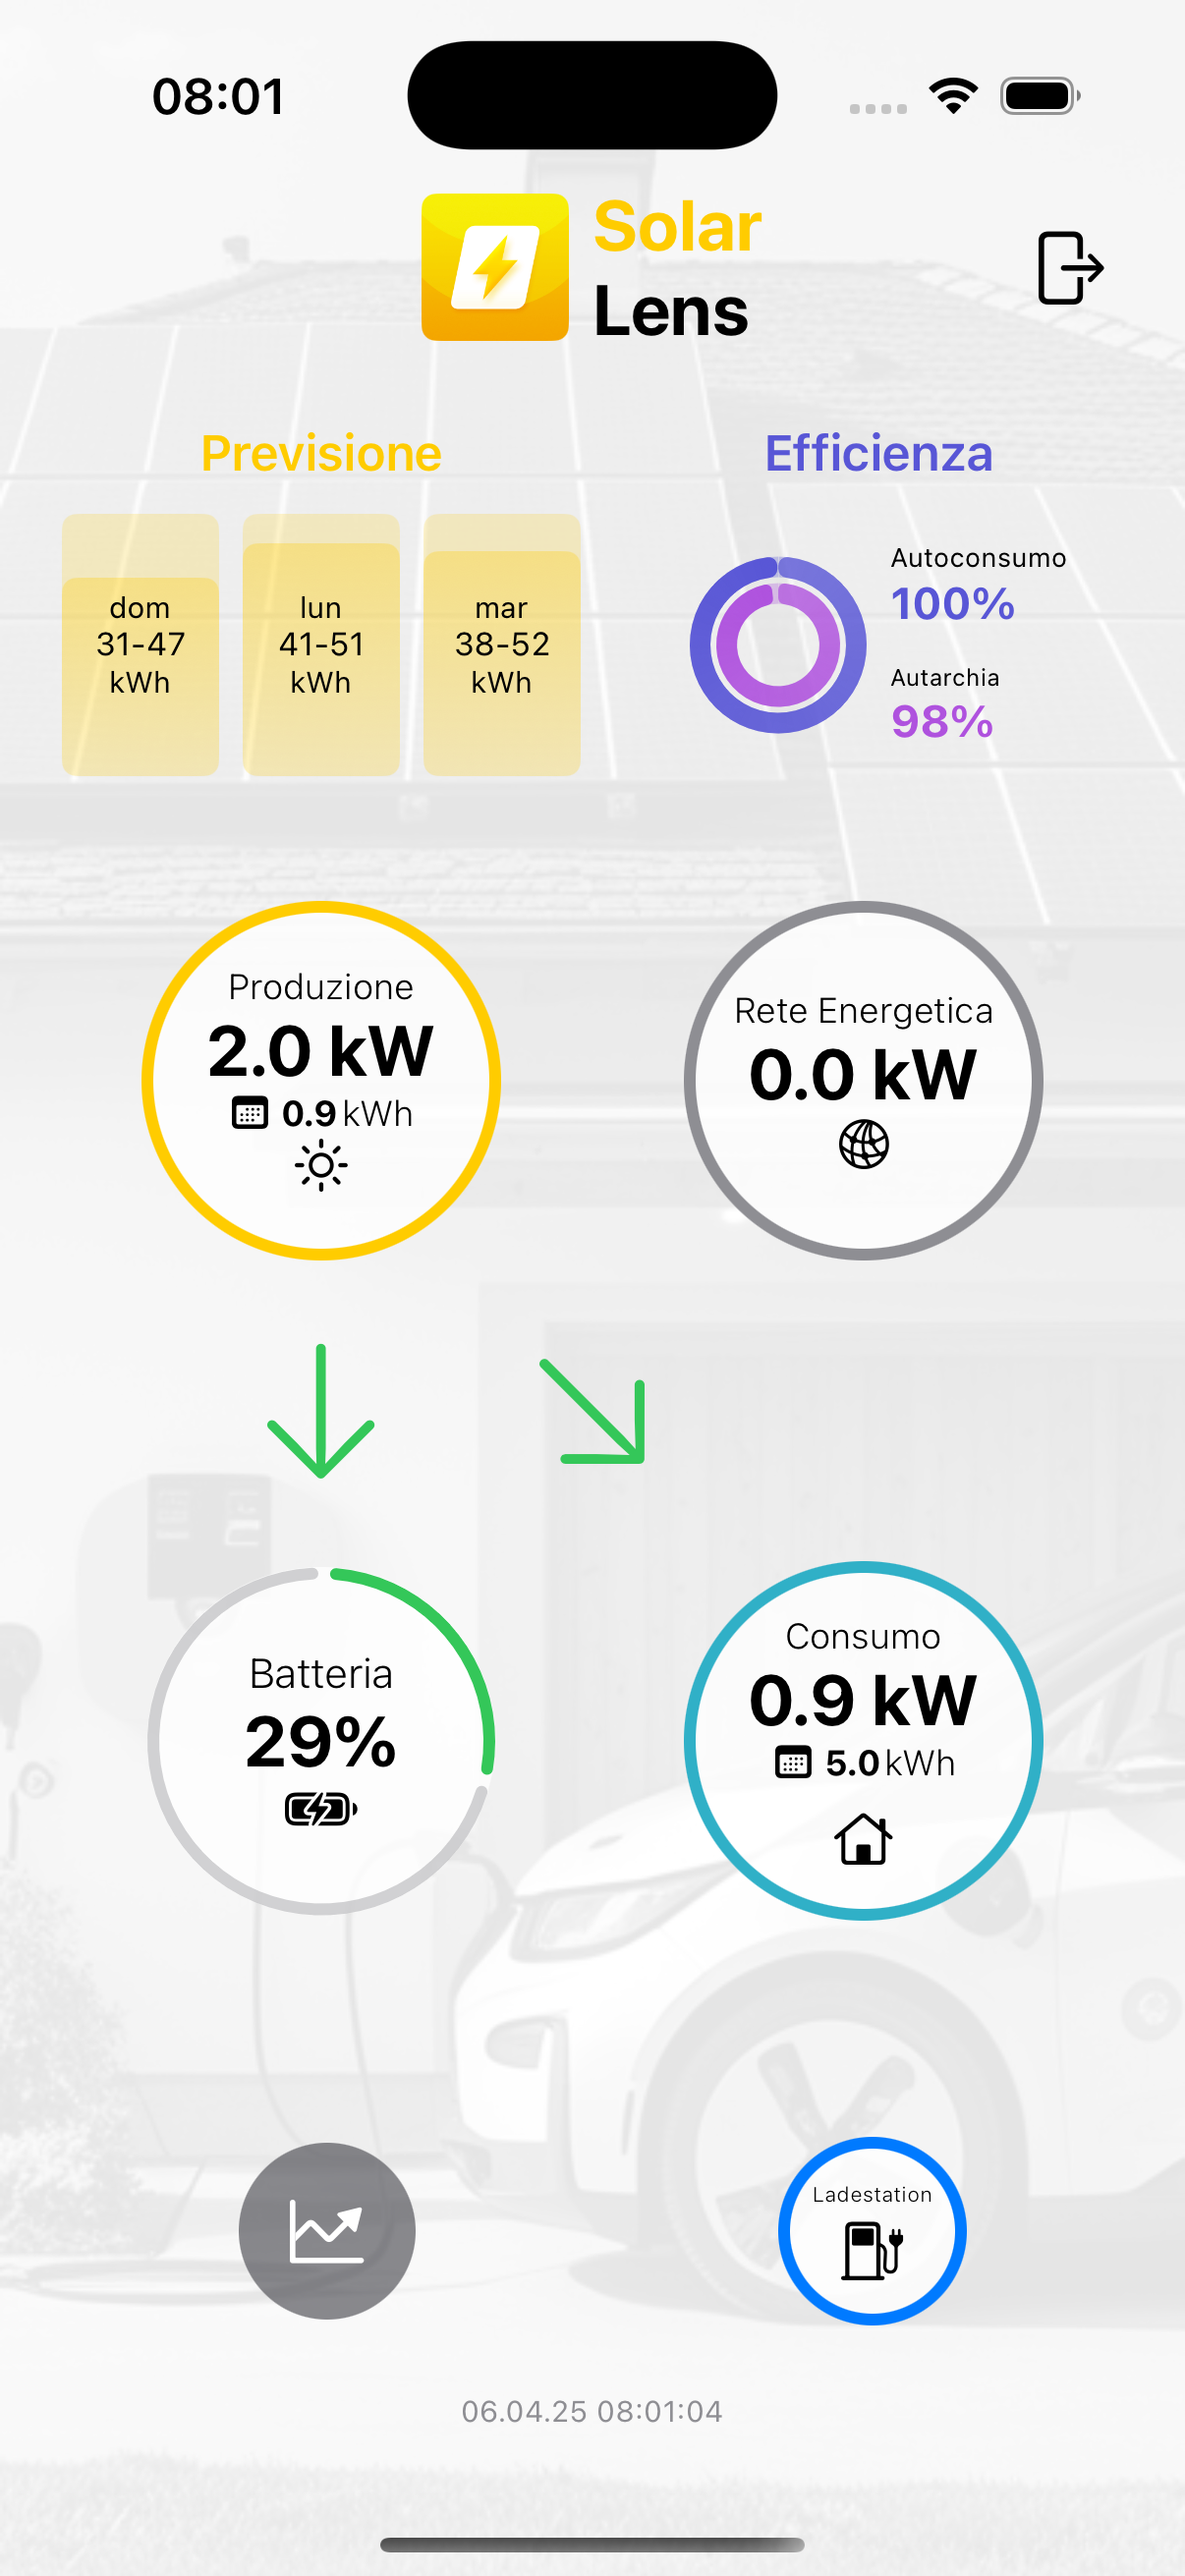 08:01
Solar
Lens
Previsione
Efficienza
dom
31-47
kWh
lun
41-51
kWh
mar
38-52
kWh
Autoconsumo
100%
Autarchia
98%
Produzione
2.0 kW
0.9 kWh
Rete Energetica
0.0 kW
Batteria
29%
Consumo
0.9 kW
5.0 kWh
Ladestation
06.04.25 08:01:04